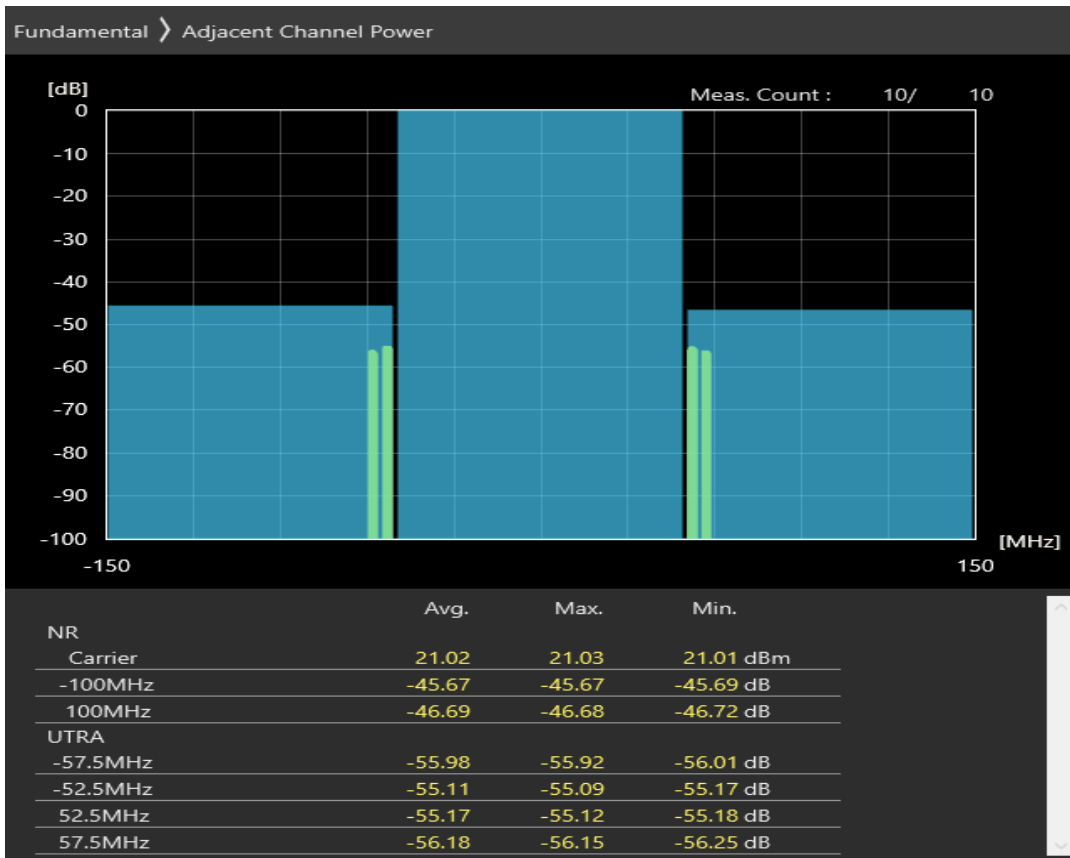 Fundamental 〉 Adjacent Channel Power
[dB]
Meas. Count : 10/ 10
0
-10
-20
-30
-40
-50
-60
-70
-80
-90
-100
[MHz]
-150 150
Avg. Max. Min.
NR
Carrier 21.02 21.03 21.01 dBm
-100MHz -45.67 -45.67 -45.69 dB
100MHz -46.69 -46.68 -46.72 dB
UTRA
-57.5MHz -55.98 -55.92 -56.01 dB
-52.5MHz -55.11 -55.09 -55.17 dB
52.5MHz -55.17 -55.12 -55.18 dB
57.5MHz -56.18 -56.15 -56.25 dB